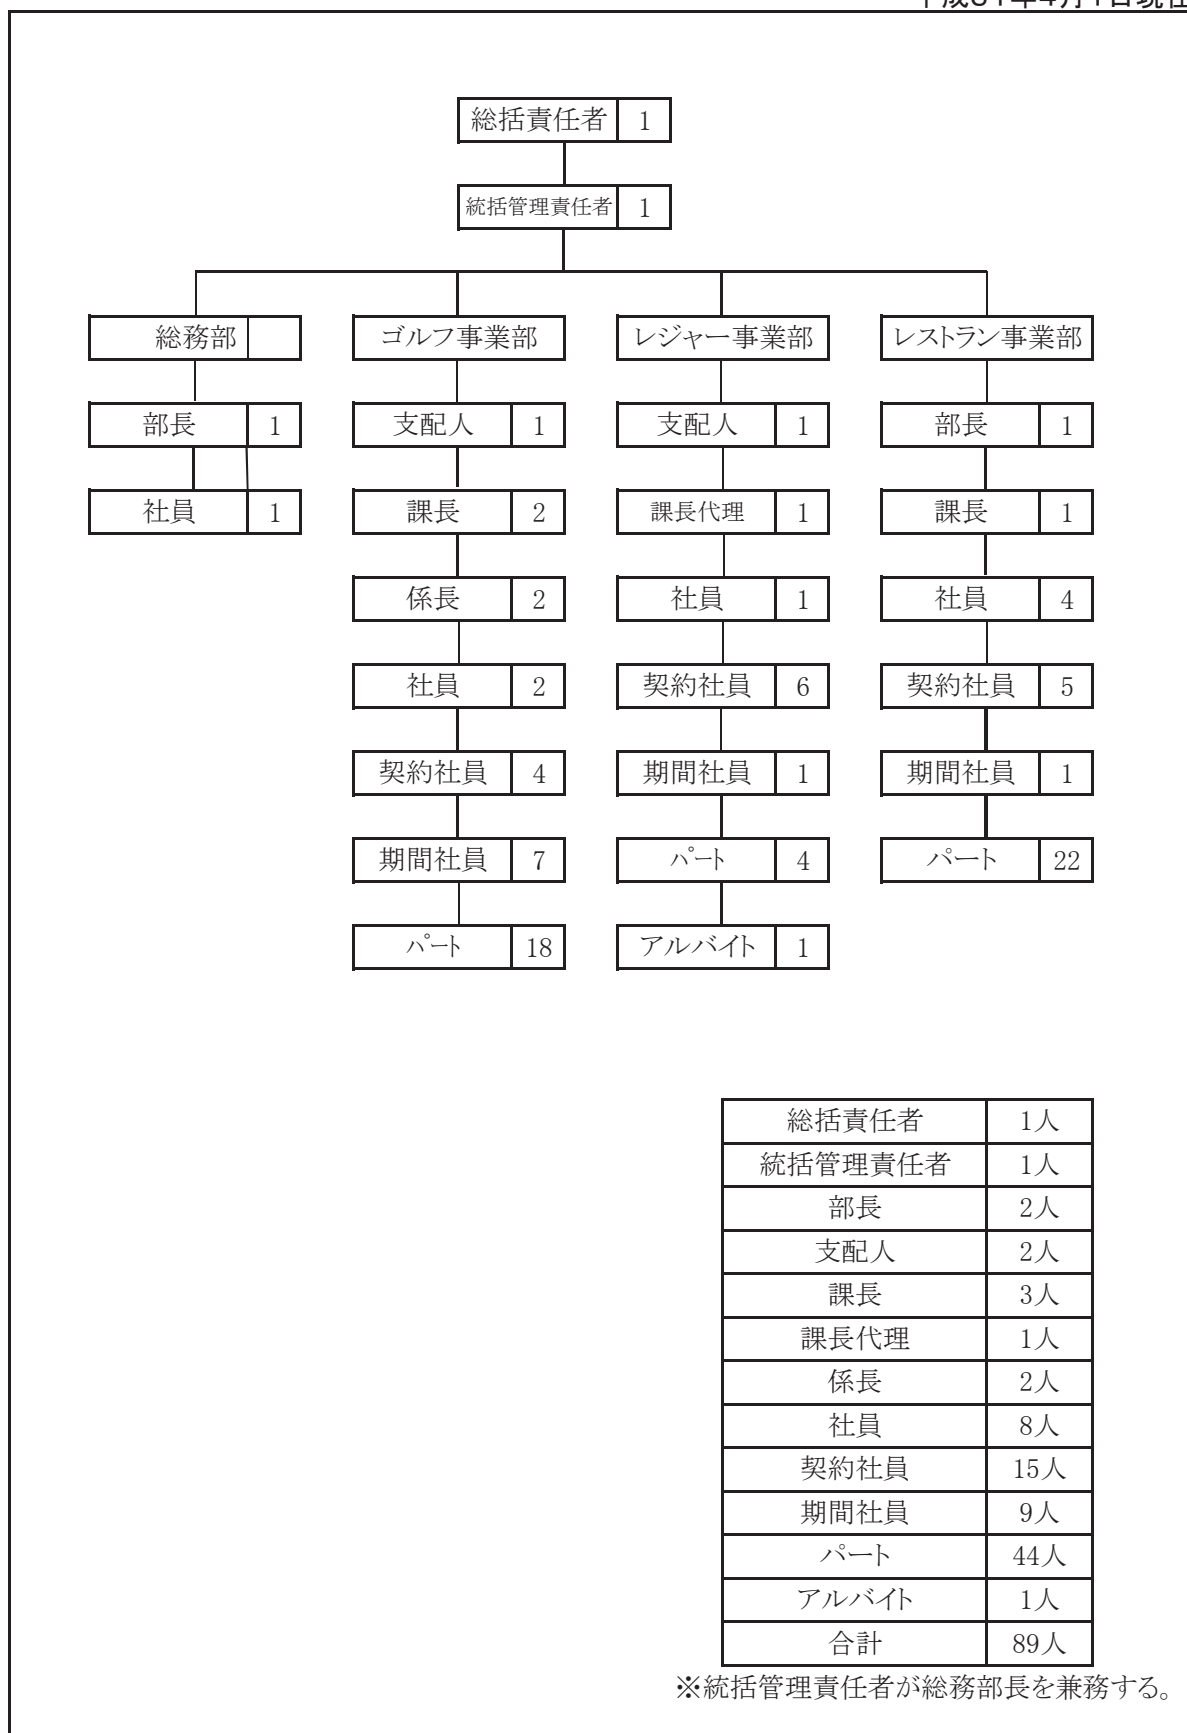 平成31年4月1日現在
総括責任者 1
統括管理責任者 1
総務部 ゴルフ事業部 レジャー事業部 レストラン事業部
部長 1 支配人 1 支配人 1 部長 1
社員 1 課長 2 課長代理 1 課長 1
係長 2 社員 1 社員 4
社員 2 契約社員 6 契約社員 5
契約社員 4 期間社員 1 期間社員 1
期間社員 7 パート 4 パート 22
パート 18 アルバイト 1
総括責任者 1人
統括管理責任者 1人
部長 2人
支配人 2人
課長 3人
課長代理 1人
係長 2人
社員 8人
契約社員 15人
期間社員 9人
パート 44人
アルバイト 1人
合計 89人
※統括管理責任者が総務部長を兼務する。